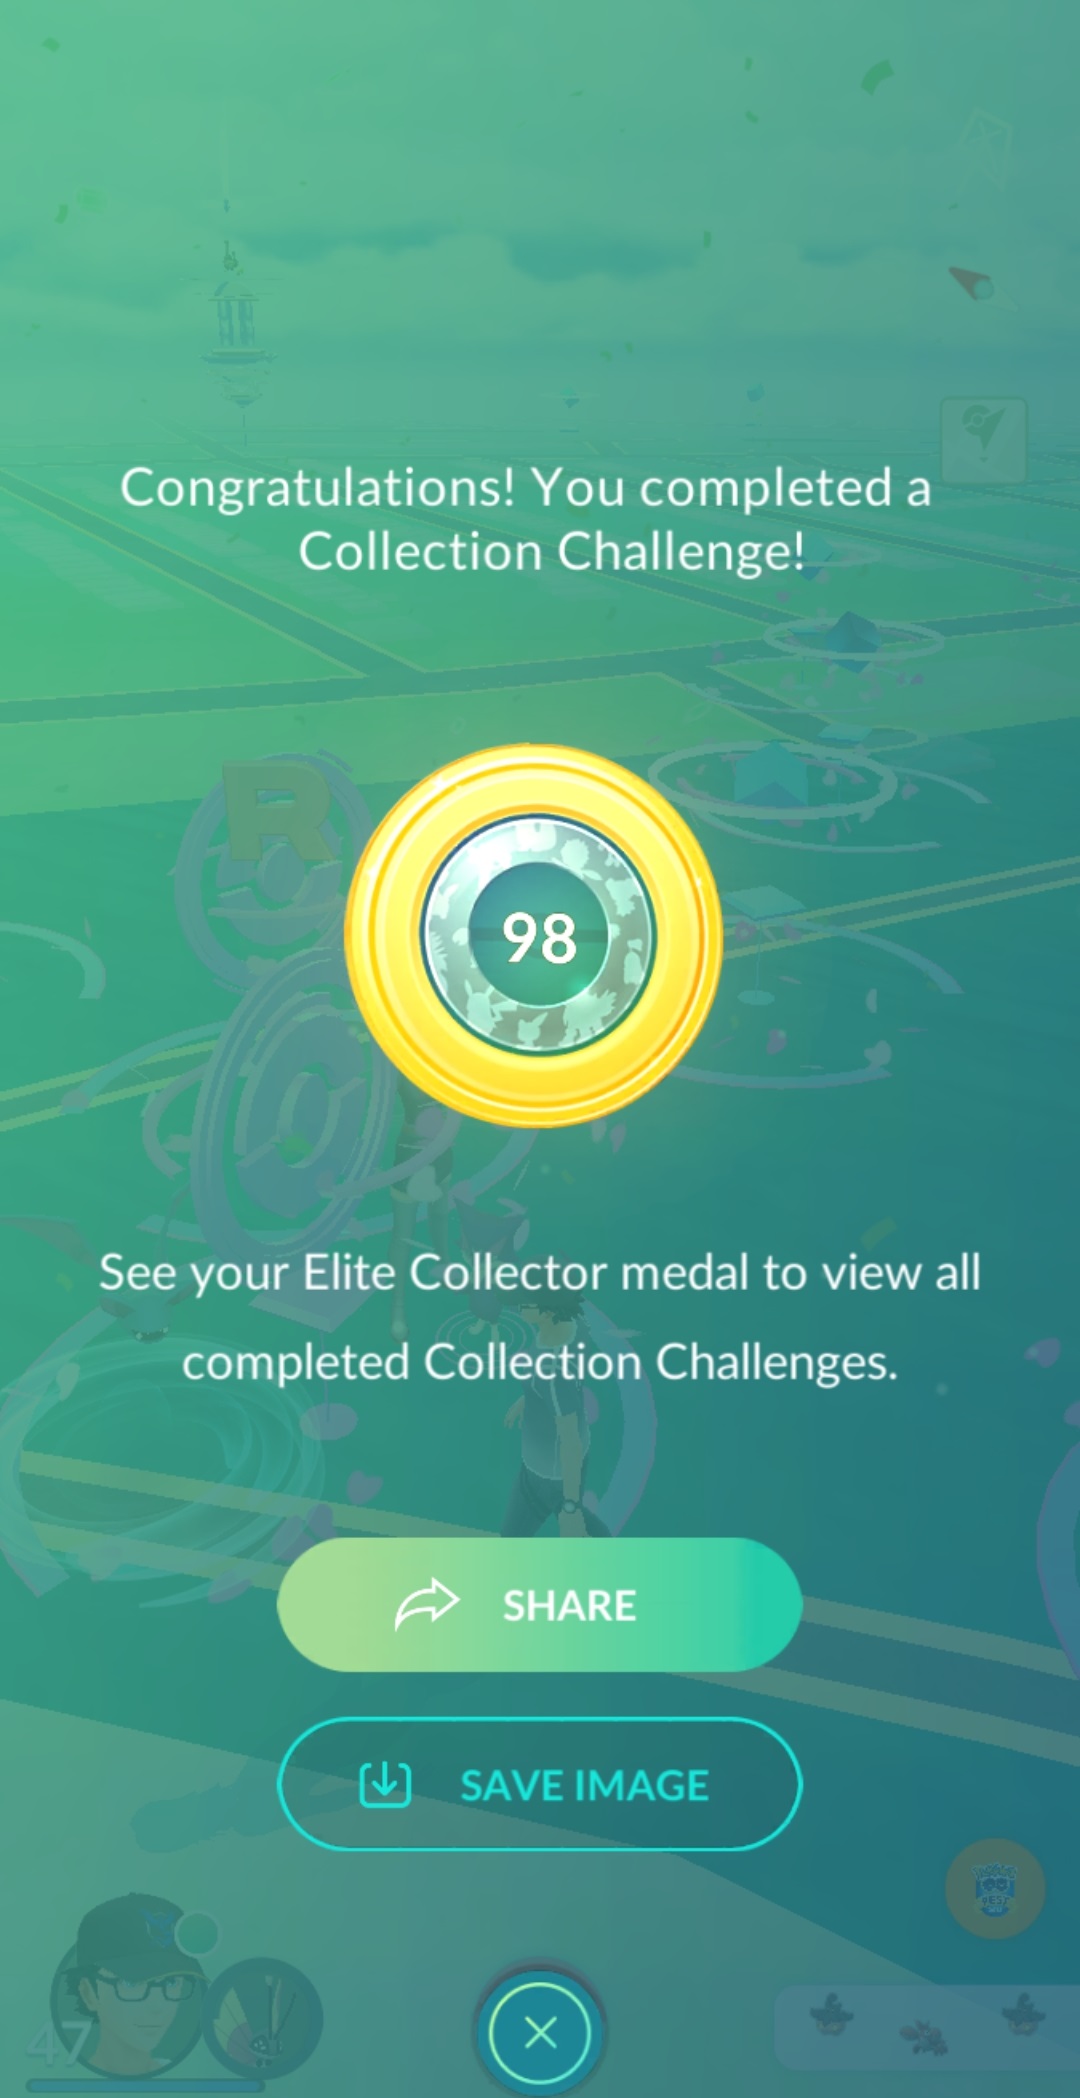 Congratulations! You completed a
Collection Challenge!
R
98
See your Elite Collector medal to view all
completed Collection Challenges.
SHARE
SAVE IMAGE
47